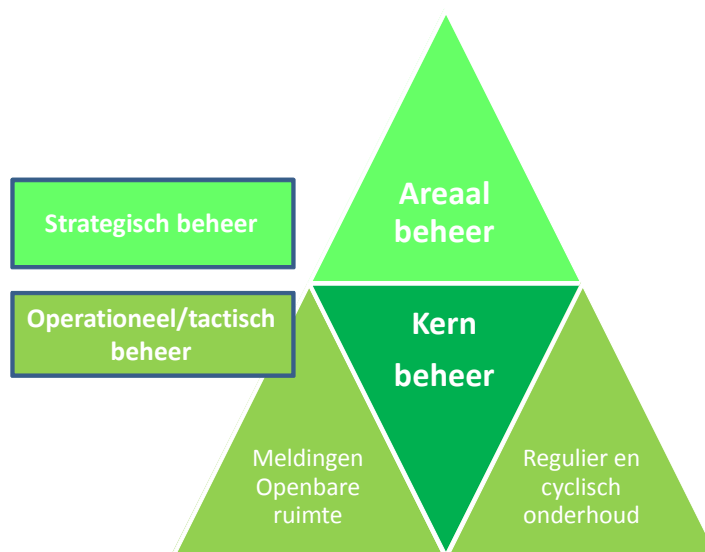 Areaal
beheer
Strategisch beheer
Operationeel/tactisch
beheer
Kern
beheer
Meldingen
Openbare
ruimte
Regulier en
cyclisch
onderhoud